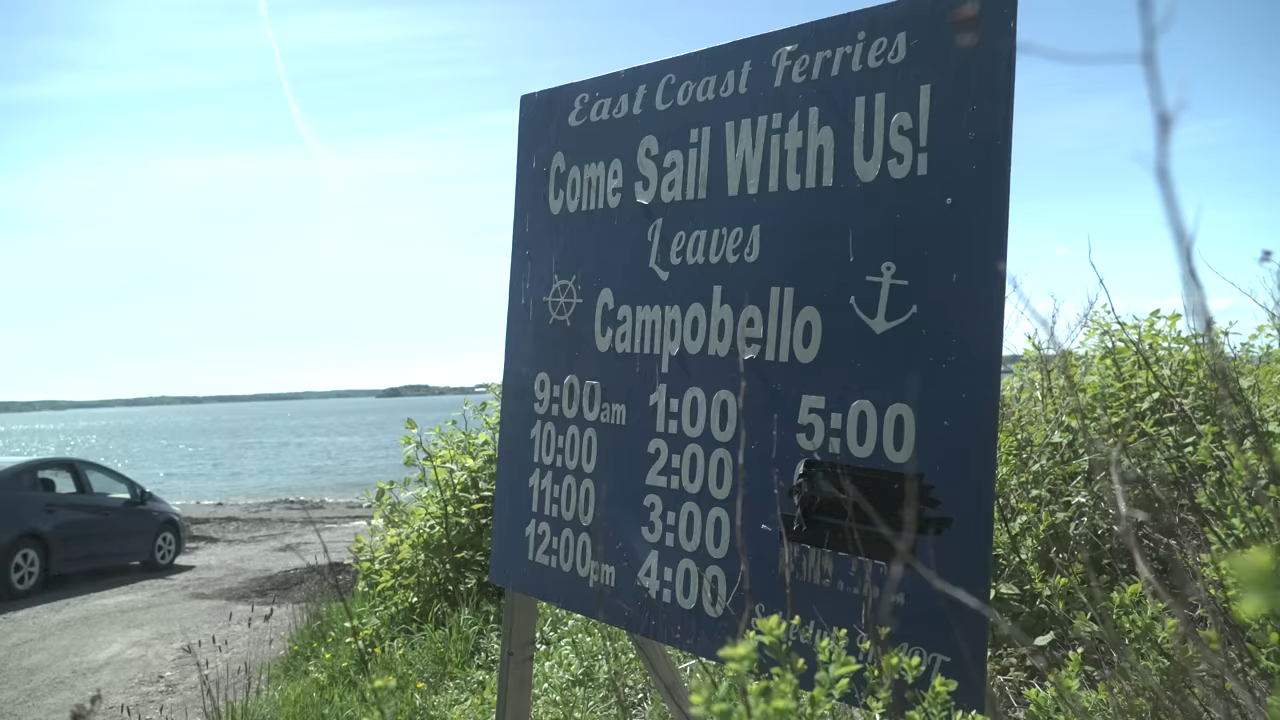 East Coast Ferries
Come Sail With Us!
Leaves
Campobello
9:00am 1:00 5:00
10:00 2:00
11:00 3:00
12:00pm 4:00